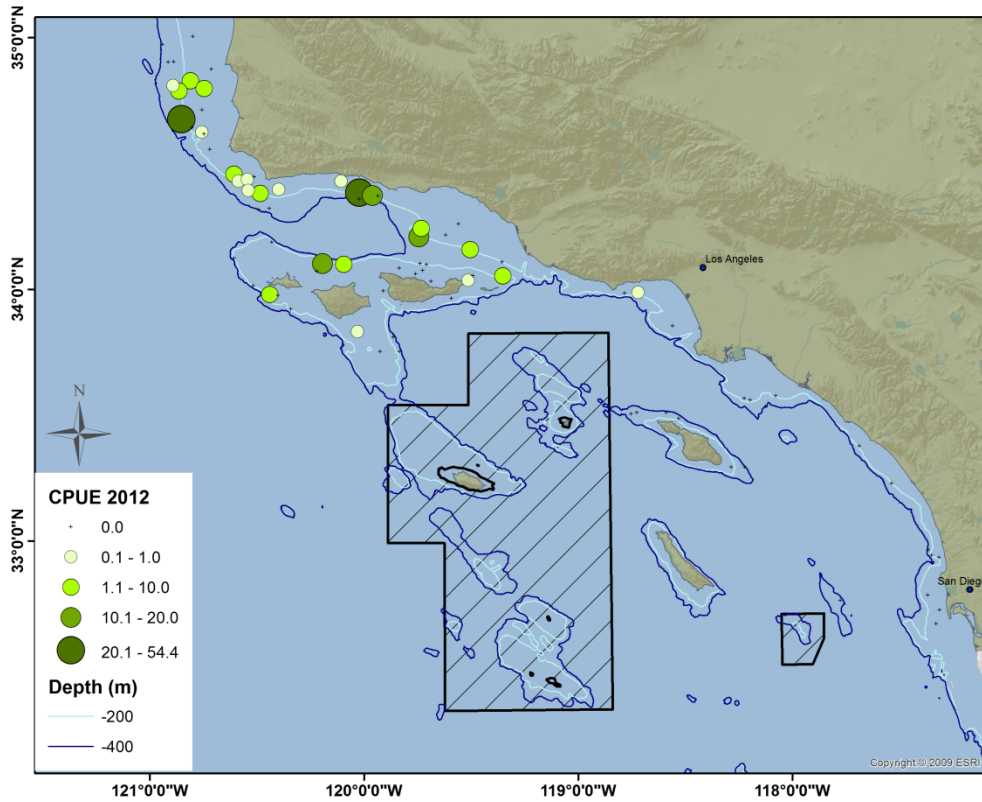 35°0'0"N
34°0'0"N
33°0'0"N
Los Angeles
San Dieg
N
CPUE 2012
0.0
0.1 - 1.0
1.1 - 10.0
10.1 - 20.0
20.1 - 54.4
Depth (m)
-200
-400
Copyright:© 2009 ESRI
121°0'0"W
120°0'0"W
119°0'0"W
118°0'0"W